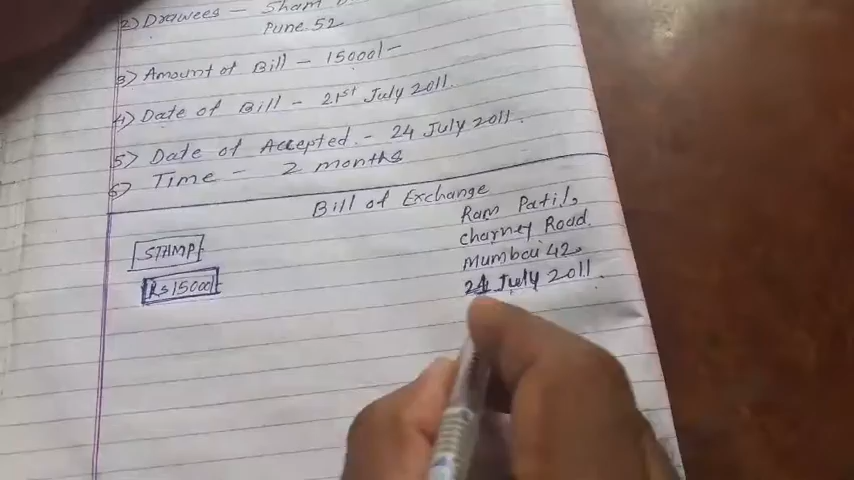 2) Drawees - Sham
Pune. 52
3) Amount of Bill - 15000/-
4) Date of Bill - 21st July 2011.
5) Date of Accepted. - 24 July 2011.
6) Time - 2 months
Bill of Exchange
STAMP
Rs 15000/-
Ram Patil,
Charney Road.
Mumbai 42.
24 July 2011.